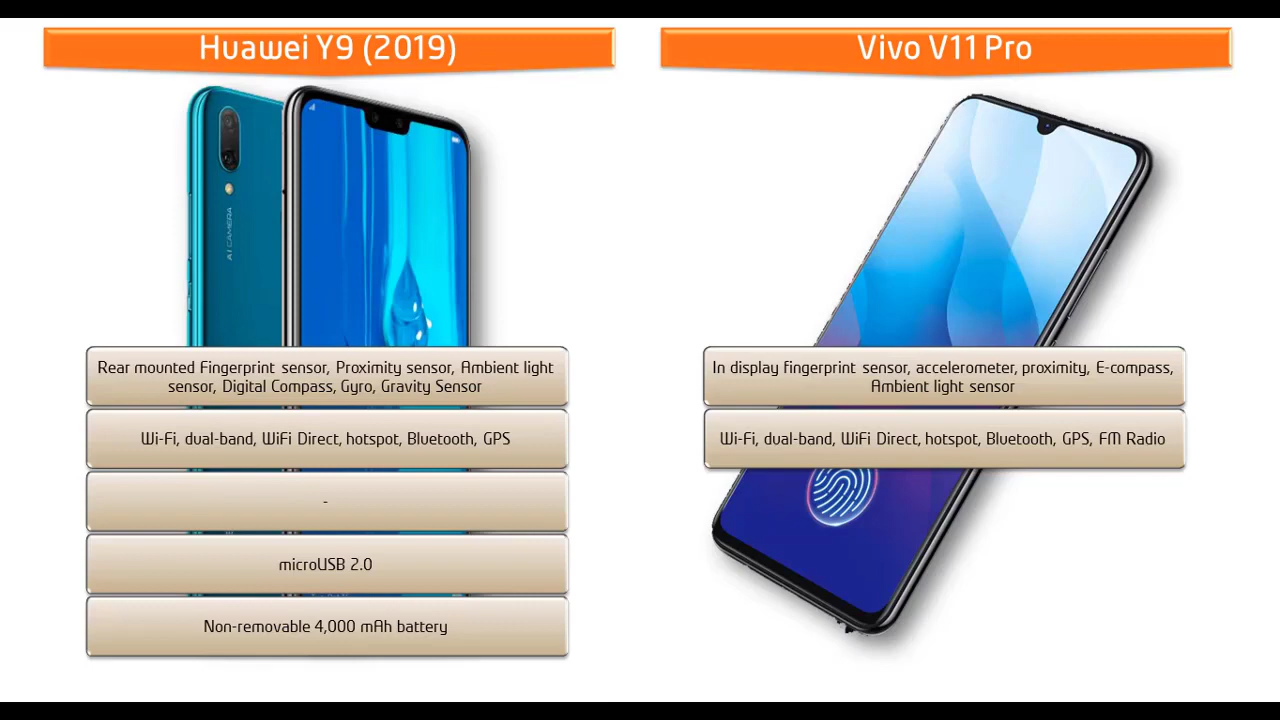 Huawei Y9 (2019)
Vivo V11 Pro
AI CAMERA
Rear mounted Fingerprint sensor, Proximity sensor, Ambient light
sensor, Digital Compass, Gyro, Gravity Sensor
Wi-Fi, dual-band, WiFi Direct, hotspot, Bluetooth, GPS
-
microUSB 2.0
Non-removable 4,000 mAh battery
In display fingerprint sensor, accelerometer, proximity, E-compass,
Ambient light sensor
Wi-Fi, dual-band, WiFi Direct, hotspot, Bluetooth, GPS, FM Radio